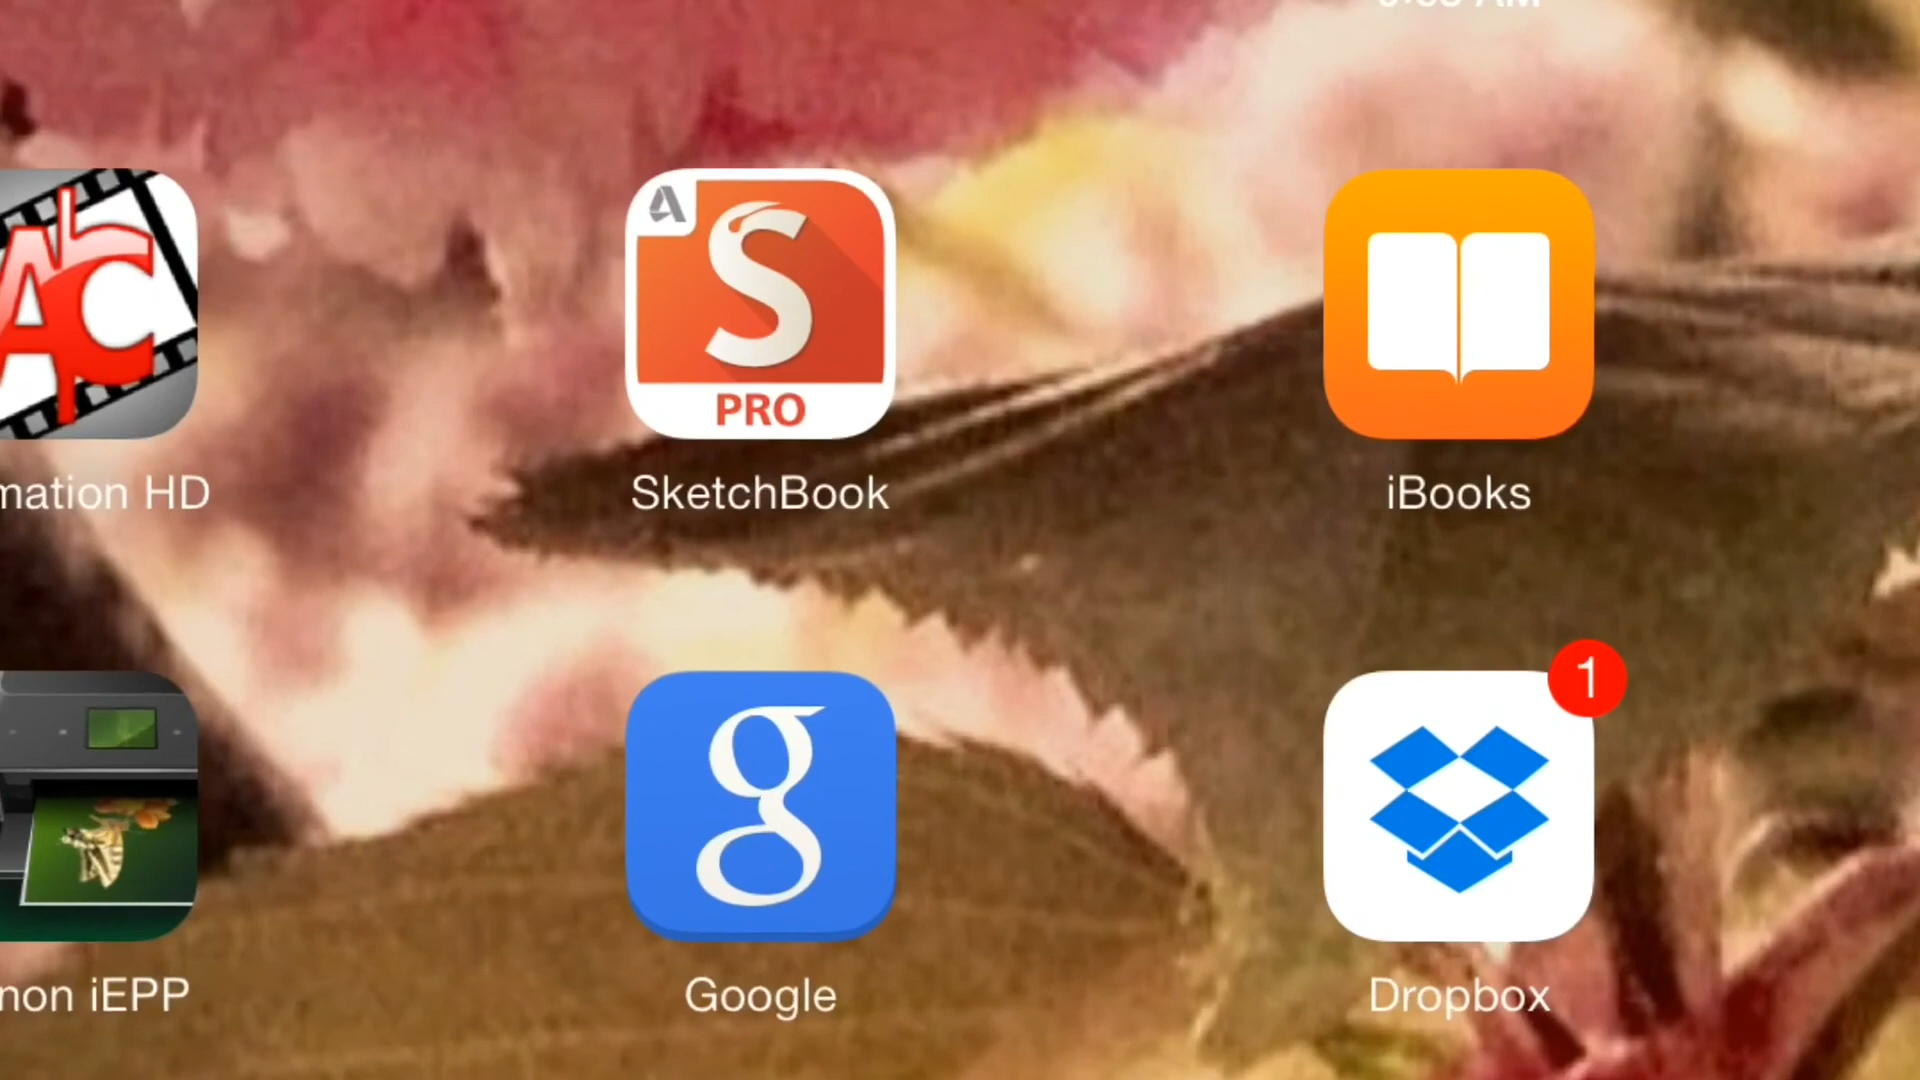 PRO
mation HD
SketchBook
iBooks
1
g
non iEPP
Google
Dropbox